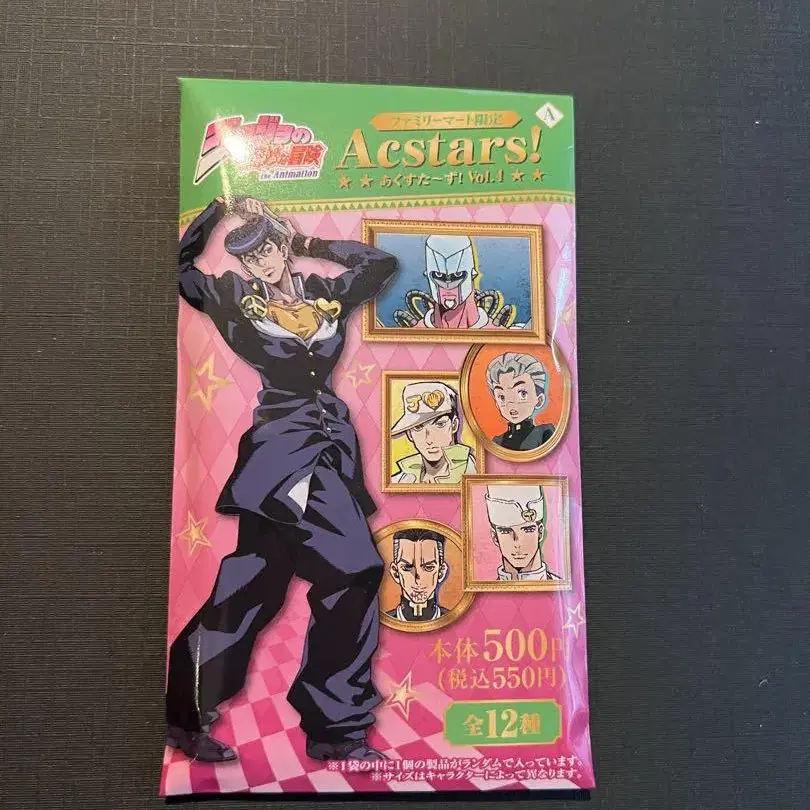 ジョジョの
奇妙な冒険
the Animation
ファミリーマート限定
A
Acstars!
★ ★ あくすた～ず! Vol.4 ★ ★
本体500円
(税込550円)
全12種
※1袋の中に1個の製品がランダムで入っています。
※サイズはキャラクターによって異なります。